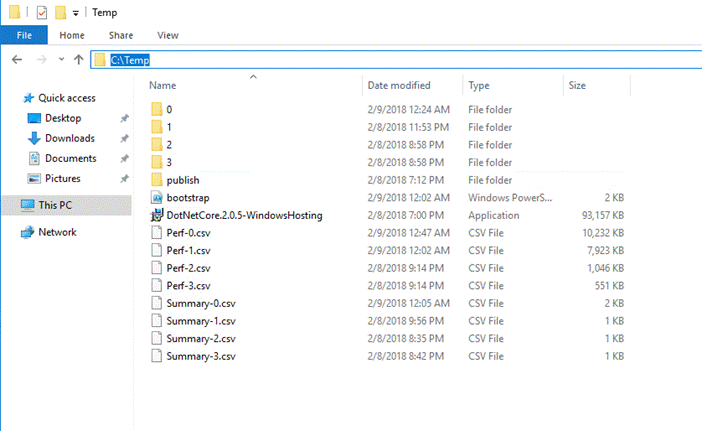 Temp
File Home Share View
C:\Temp
Name Date modified Type Size
Quick access
Desktop
Downloads
Documents
Pictures
This PC
Network
0 2/9/2018 12:24 AM File folder
1 2/8/2018 11:53 PM File folder
2 2/8/2018 8:58 PM File folder
3 2/8/2018 8:58 PM File folder
publish 2/8/2018 7:12 PM File folder
bootstrap 2/9/2018 12:02 AM Windows PowerS... 2 KB
DotNetCore.2.0.5-WindowsHosting 2/8/2018 7:00 PM Application 93,157 KB
Perf-0.csv 2/9/2018 12:47 AM CSV File 10,232 KB
Perf-1.csv 2/9/2018 12:02 AM CSV File 7,923 KB
Perf-2.csv 2/8/2018 9:14 PM CSV File 1,046 KB
Perf-3.csv 2/8/2018 9:14 PM CSV File 551 KB
Summary-0.csv 2/9/2018 12:05 AM CSV File 2 KB
Summary-1.csv 2/8/2018 9:56 PM CSV File 1 KB
Summary-2.csv 2/8/2018 8:35 PM CSV File 1 KB
Summary-3.csv 2/8/2018 8:42 PM CSV File 1 KB